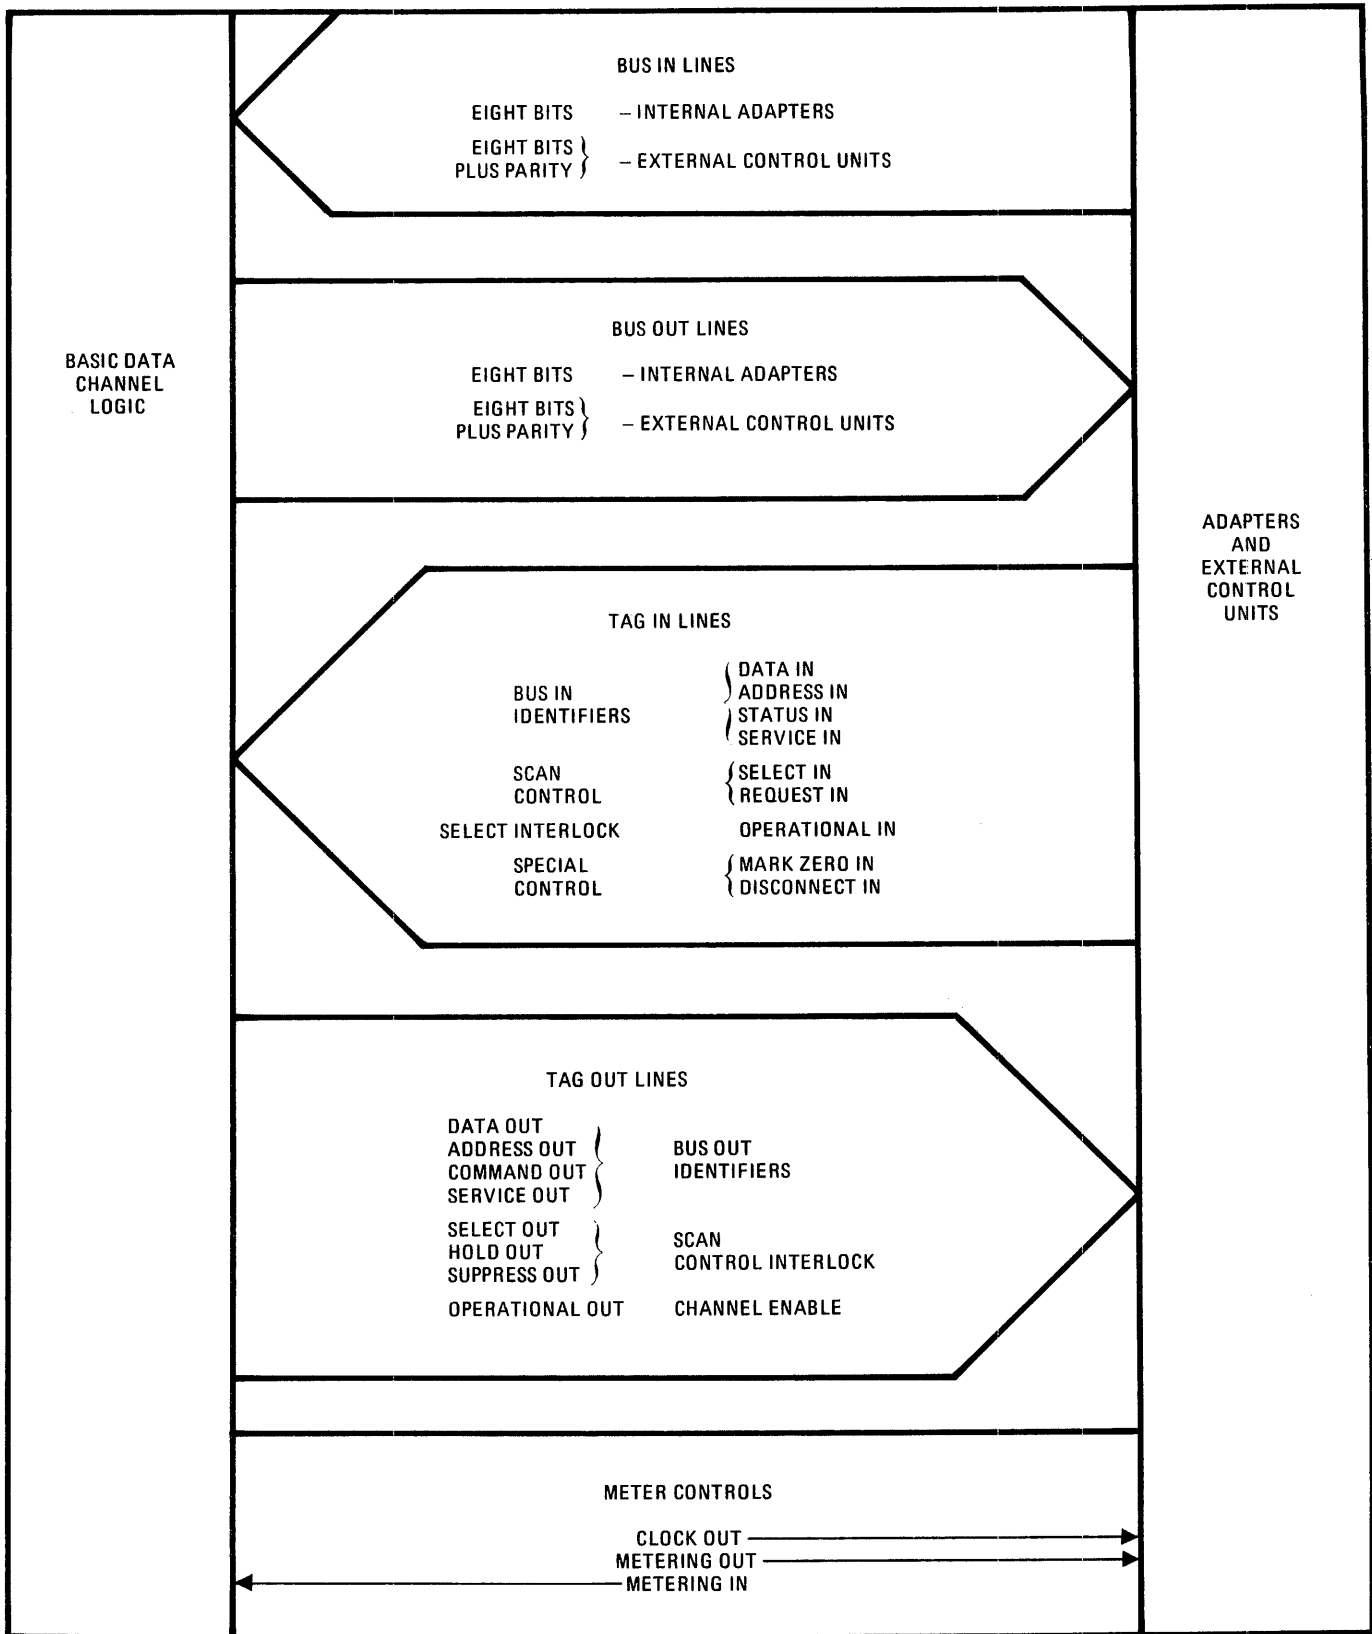 BUS IN LINES
EIGHT BITS – INTERNAL ADAPTERS
EIGHT BITS
PLUS PARITY } – EXTERNAL CONTROL UNITS
BUS OUT LINES
EIGHT BITS – INTERNAL ADAPTERS
EIGHT BITS
PLUS PARITY } – EXTERNAL CONTROL UNITS
BASIC DATA
CHANNEL
LOGIC
ADAPTERS
AND
EXTERNAL
CONTROL
UNITS
TAG IN LINES
BUS IN
IDENTIFIERS
DATA IN
ADDRESS IN
STATUS IN
SERVICE IN
SCAN
CONTROL
SELECT IN
REQUEST IN
SELECT INTERLOCK OPERATIONAL IN
SPECIAL
CONTROL
MARK ZERO IN
DISCONNECT IN
TAG OUT LINES
DATA OUT
ADDRESS OUT
COMMAND OUT
SERVICE OUT
BUS OUT
IDENTIFIERS
SELECT OUT
HOLD OUT
SUPPRESS OUT
SCAN
CONTROL INTERLOCK
OPERATIONAL OUT CHANNEL ENABLE
METER CONTROLS
CLOCK OUT
METERING OUT
METERING IN